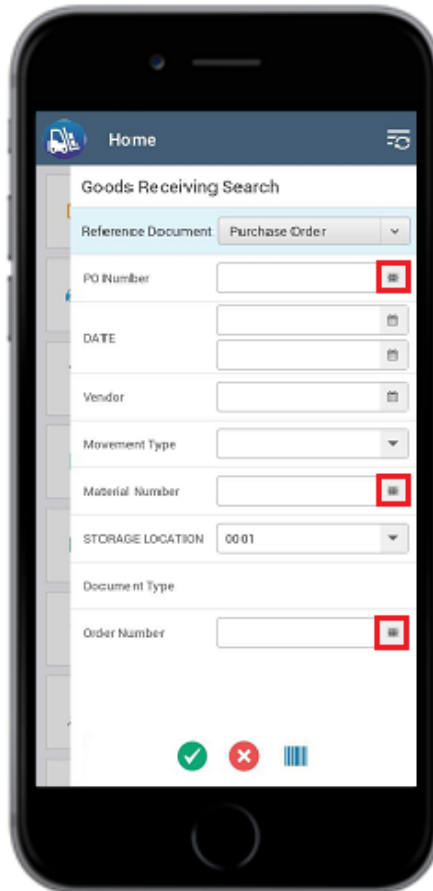 Home
Goods Receiving Search
Reference Document Purchase Order
PO Number
DATE
Vendor
Movement Type
Material Number
STORAGE LOCATION 0001
Document Type
Order Number